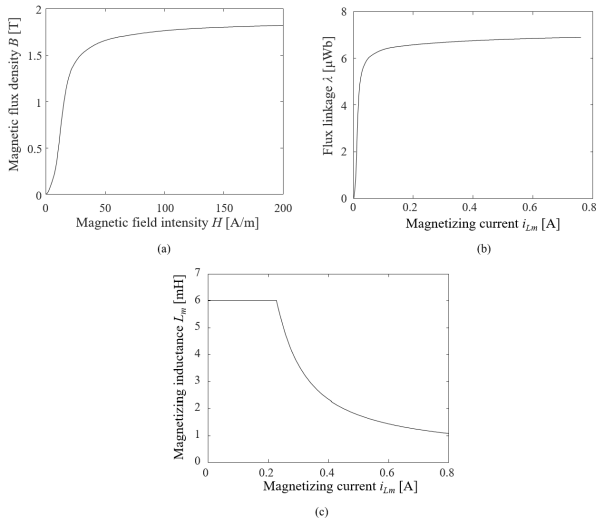 Magnetic flux density B [T]
2
1.5
1
0.5
0
0 50 100 150 200
Magnetic field intensity H [A/m]
(a)
Flux linkage λ [μWb]
8
6
4
2
0
0 0.2 0.4 0.6 0.8
Magnetizing current iLm [A]
(b)
Magnetizing inductance Lm [mH]
7
6
5
4
3
2
1
0
0 0.2 0.4 0.6 0.8
Magnetizing current iLm [A]
(c)